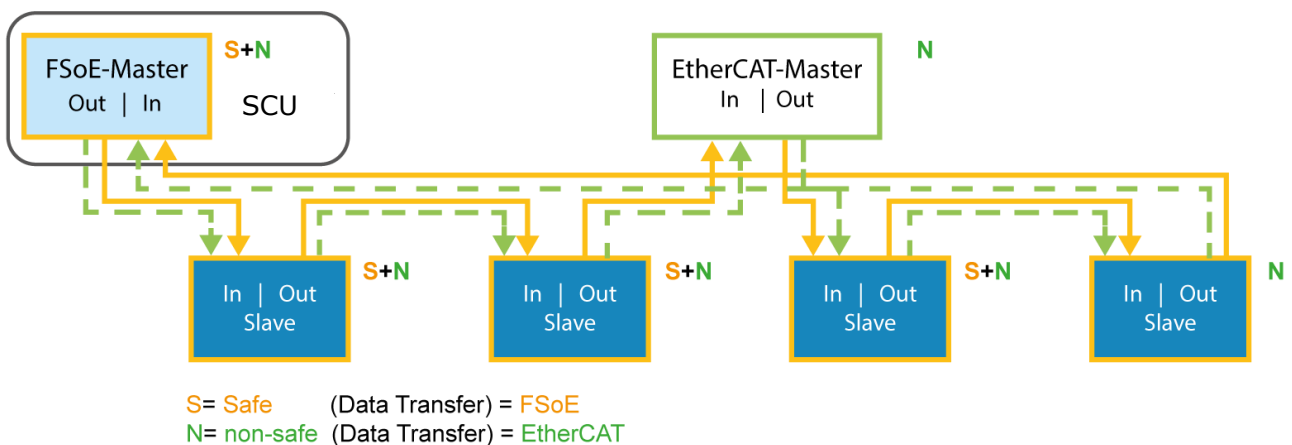 FSoE-Master
Out | In
S+N
SCU
EtherCAT-Master
In | Out
N
In | Out
Slave
S+N
In | Out
Slave
S+N
In | Out
Slave
S+N
In | Out
Slave
N
S= Safe (Data Transfer) = FSoE
N= non-safe (Data Transfer) = EtherCAT